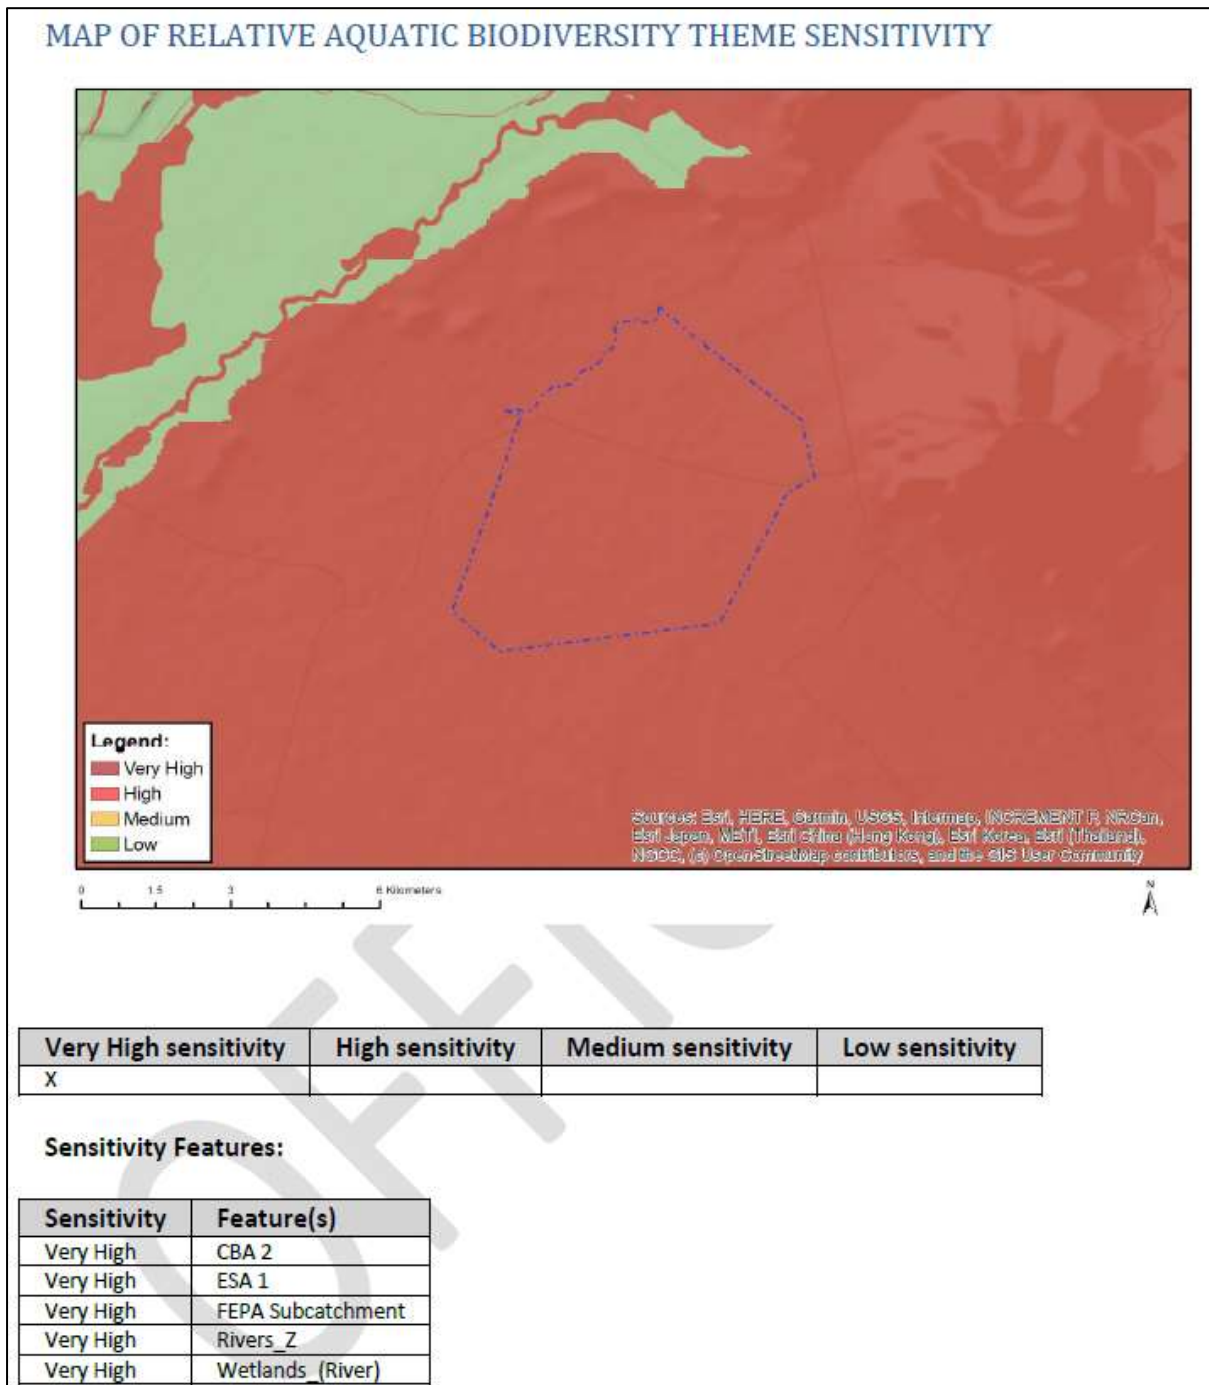 MAP OF RELATIVE AQUATIC BIODIVERSITY THEME SENSITIVITY
Legend:
Very High
High
Medium
Low
Sources: Esri, HERE, Garmin, USGS, Intermap, INCREMENT P, NRCan,
Esri Japan, METI, Esri China (Hong Kong), Esri Korea, Esri (Thailand),
NGCC, (c) OpenStreetMap contributors, and the GIS User Community
0 1.5 3 6 Kilometers
N
Very High sensitivity High sensitivity Medium sensitivity Low sensitivity
X
Sensitivity Features:
Sensitivity Feature(s)
Very High CBA 2
Very High ESA 1
Very High FEPA Subcatchment
Very High Rivers_Z
Very High Wetlands_(River)